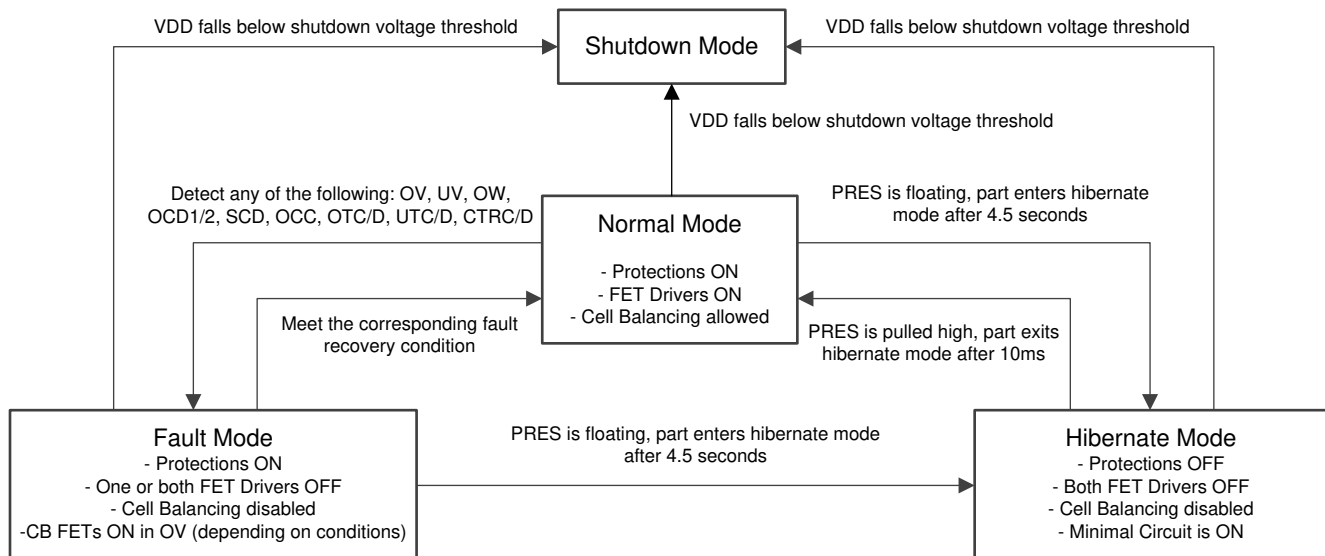 VDD falls below shutdown voltage threshold
Shutdown Mode
VDD falls below shutdown voltage threshold
VDD falls below shutdown voltage threshold
Detect any of the following: OV, UV, OW,
OCD1/2, SCD, OCC, OTC/D, UTC/D, CTRC/D
PRES is floating, part enters hibernate
mode after 4.5 seconds
Normal Mode
- Protections ON
- FET Drivers ON
- Cell Balancing allowed
Meet the corresponding fault
recovery condition
PRES is pulled high, part exits
hibernate mode after 10ms
Fault Mode
- Protections ON
- One or both FET Drivers OFF
- Cell Balancing disabled
-CB FETs ON in OV (depending on conditions)
PRES is floating, part enters hibernate mode
after 4.5 seconds
Hibernate Mode
- Protections OFF
- Both FET Drivers OFF
- Cell Balancing disabled
- Minimal Circuit is ON